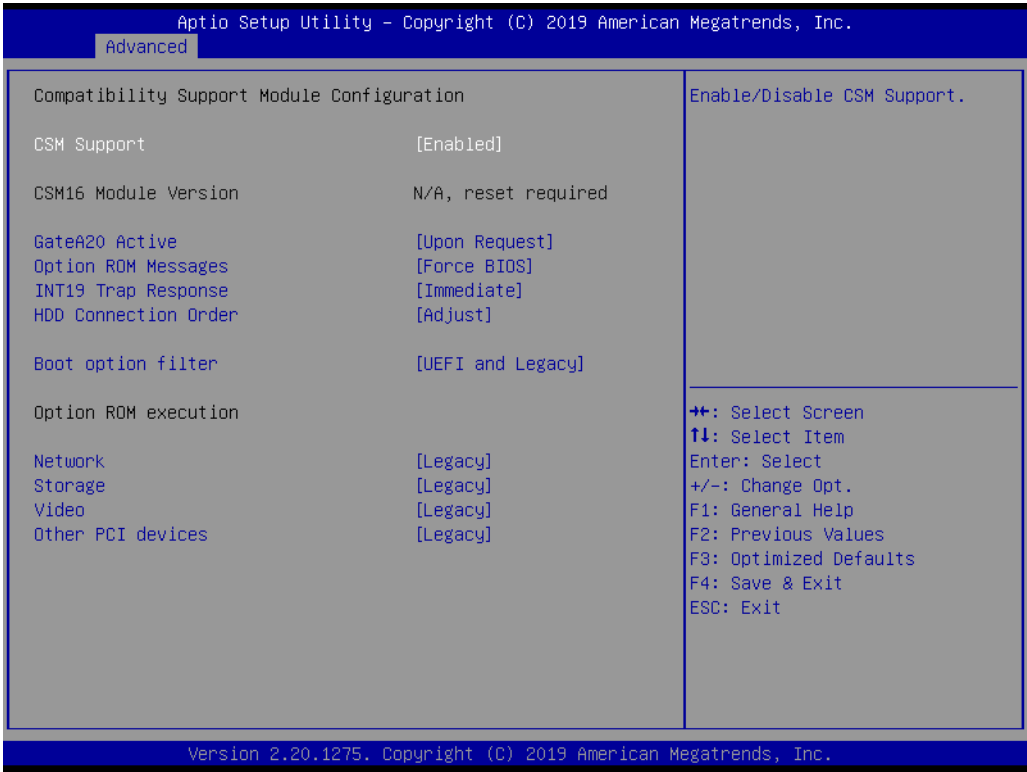 Aptio Setup Utility – Copyright (C) 2019 American Megatrends, Inc.
Advanced
Compatibility Support Module Configuration
CSM Support [Enabled]
CSM16 Module Version N/A, reset required
GateA20 Active [Upon Request]
Option ROM Messages [Force BIOS]
INT19 Trap Response [Immediate]
HDD Connection Order [Adjust]
Boot option filter [UEFI and Legacy]
Option ROM execution
Network [Legacy]
Storage [Legacy]
Video [Legacy]
Other PCI devices [Legacy]
Enable/Disable CSM Support.
→←: Select Screen
↑↓: Select Item
Enter: Select
+/-: Change Opt.
F1: General Help
F2: Previous Values
F3: Optimized Defaults
F4: Save & Exit
ESC: Exit
Version 2.20.1275. Copyright (C) 2019 American Megatrends, Inc.